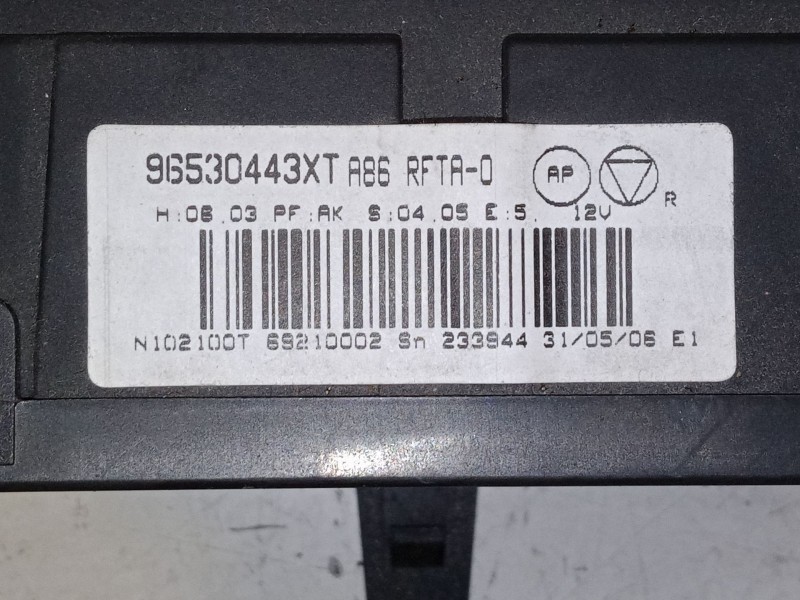 96530443XT A86 RFTA-0 AP R
H:06.03 PF:AK S:04.05 E:5. 12V
N102100T 69210002 Sn 233944 31/05/06 E1